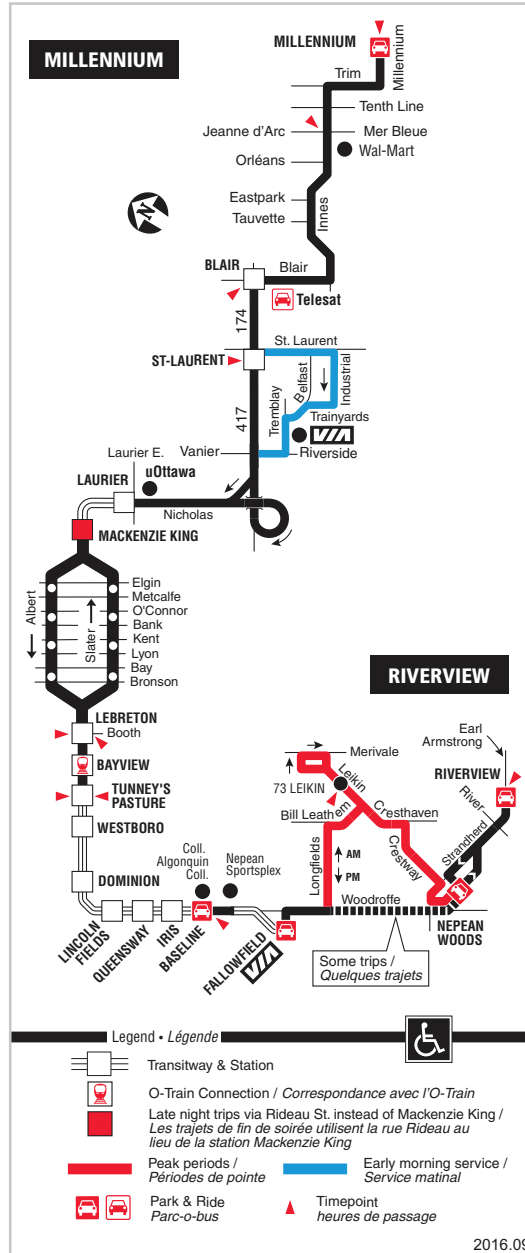 MILLENNIUM
MILLENNIUM
Millennium
Trim
Tenth Line
Jeanne d'Arc
Mer Bleue
Wal-Mart
Orléans
Eastpark
Tauvette
Innes
N
BLAIR
Blair
Telesat
174
St. Laurent
ST-LAURENT
Belfast
Industrial
Tremblay
417
Trainyards
VIA
Vanier
Riverside
Laurier E.
uOttawa
LAURIER
Nicholas
MACKENZIE KING
Albert
Slater
Elgin
Metcalfe
O'Connor
Bank
Kent
Lyon
Bay
Bronson
RIVERVIEW
LEBRETON
Booth
BAYVIEW
TUNNEY'S
PASTURE
WESTBORO
DOMINION
LINCOLN
FIELDS
QUEENSWAY
IRIS
BASELINE
Coll.
Algonquin
Coll.
Nepean
Sportsplex
FALLOWFIELD
VIA
Earl
Armstrong
RIVERVIEW
River
Strandherd
Merivale
Leikin
73 LEIKIN
Bill Leathem
Cresthaven
Crestway
Longfields
AM
PM
Woodroffe
NEPEAN
WOODS
Some trips /
Quelques trajets
Legend • Légende
Transitway & Station
O-Train Connection / Correspondance avec l'O-Train
Late night trips via Rideau St. instead of Mackenzie King /
Les trajets de fin de soirée utilisent la rue Rideau au
lieu de la station Mackenzie King
Peak periods /
Périodes de pointe
Early morning service /
Service matinal
Park & Ride
Parc-o-bus
Timepoint
heures de passage
2016.09